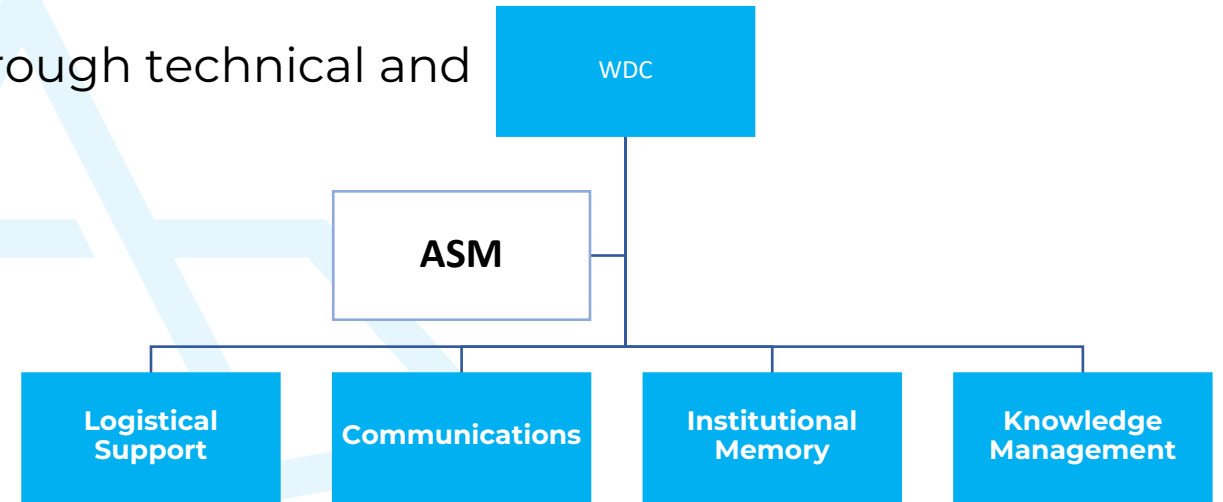 rough technical and
WDC
ASM
Logistical
Support
Communications
Institutional
Memory
Knowledge
Management